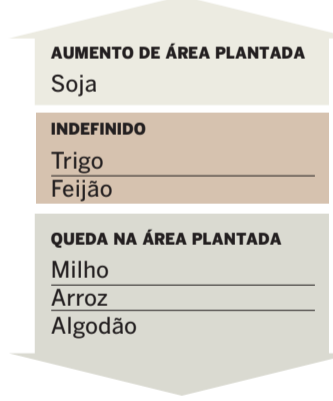 AUMENTO DE ÁREA PLANTADA
Soja
INDEFINIDO
Trigo
Feijão
QUEDA NA ÁREA PLANTADA
Milho
Arroz
Algodão